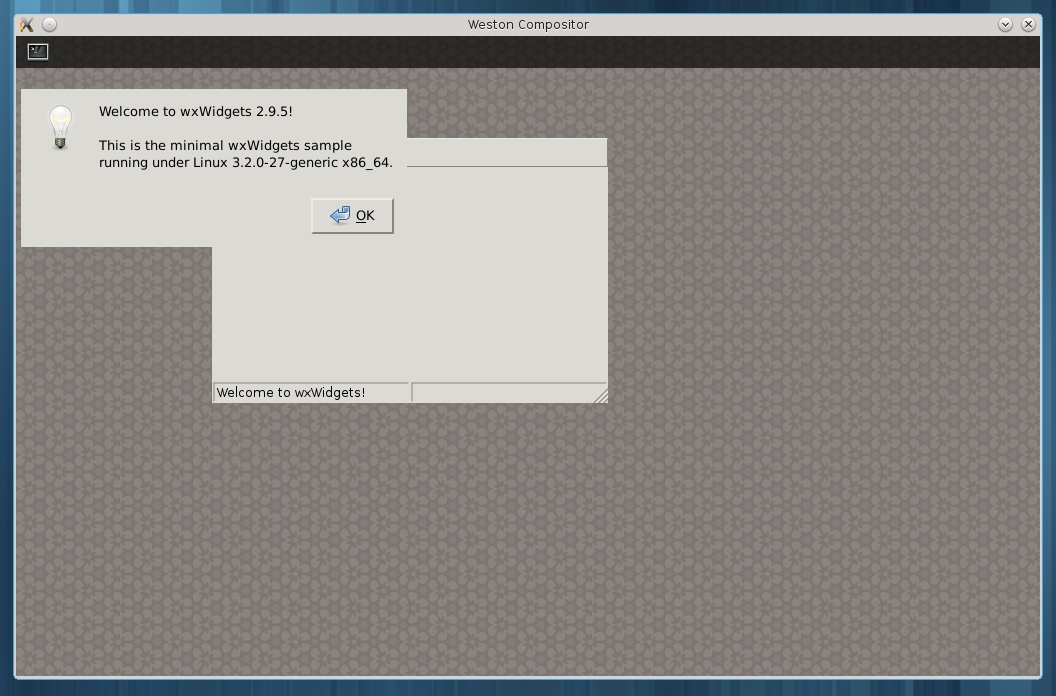 Weston Compositor
Welcome to wxWidgets 2.9.5!
This is the minimal wxWidgets sample
running under Linux 3.2.0-27-generic x86_64.
OK
Welcome to wxWidgets!